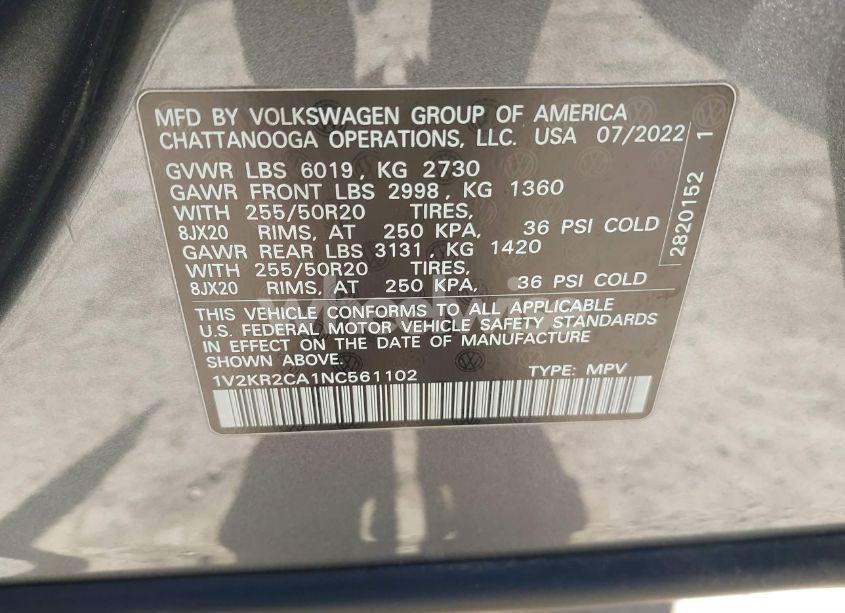 MFD BY VOLKSWAGEN GROUP OF AMERICA
CHATTANOOGA OPERATIONS, LLC. USA 07/2022
GVWR LBS 6019, KG 2730
GAWR FRONT LBS 2998, KG 1360
WITH 255/50R20 TIRES,
8JX20 RIMS, AT 250 KPA, 36 PSI COLD
GAWR REAR LBS 3131, KG 1420
WITH 255/50R20 TIRES,
8JX20 RIMS, AT 250 KPA, 36 PSI COLD
THIS VEHICLE CONFORMS TO ALL APPLICABLE
U.S. FEDERAL MOTOR VEHICLE SAFETY STANDARDS
IN EFFECT ON THE DATE OF MANUFACTURE
SHOWN ABOVE.
1V2KR2CA1NC561102 TYPE: MPV
2820152 1